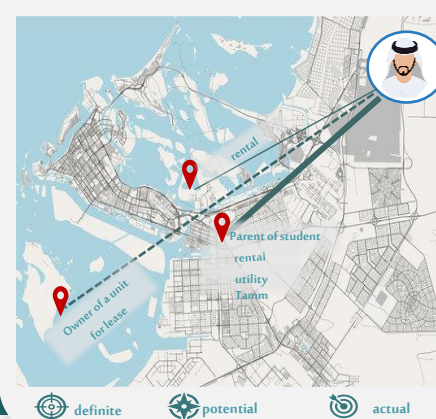 rental
Parent of student
rental
utility
Tamm
Owner of a unit
for lease
definite
potential
actual